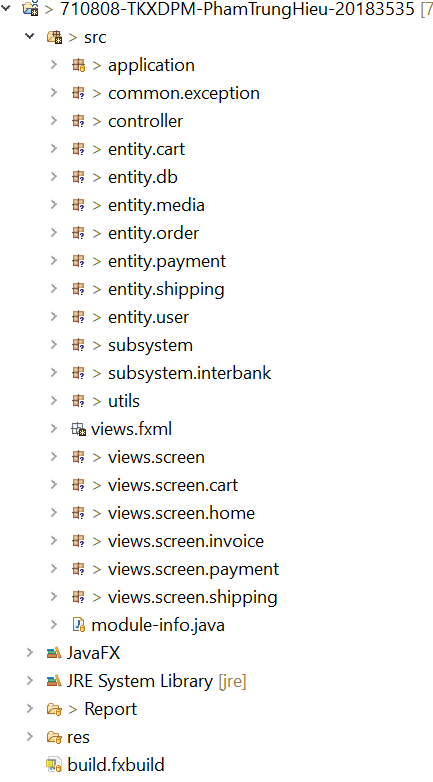 > 710808-TKXDPM-PhamTrungHieu-20183535 [7
> src
> application
> common.exception
> controller
> entity.cart
> entity.db
> entity.media
> entity.order
> entity.payment
> entity.shipping
> entity.user
> subsystem
> subsystem.interbank
> utils
views.fxml
> views.screen
> views.screen.cart
> views.screen.home
> views.screen.invoice
> views.screen.payment
> views.screen.shipping
module-info.java
JavaFX
JRE System Library [jre]
> Report
res
build.fxbuild